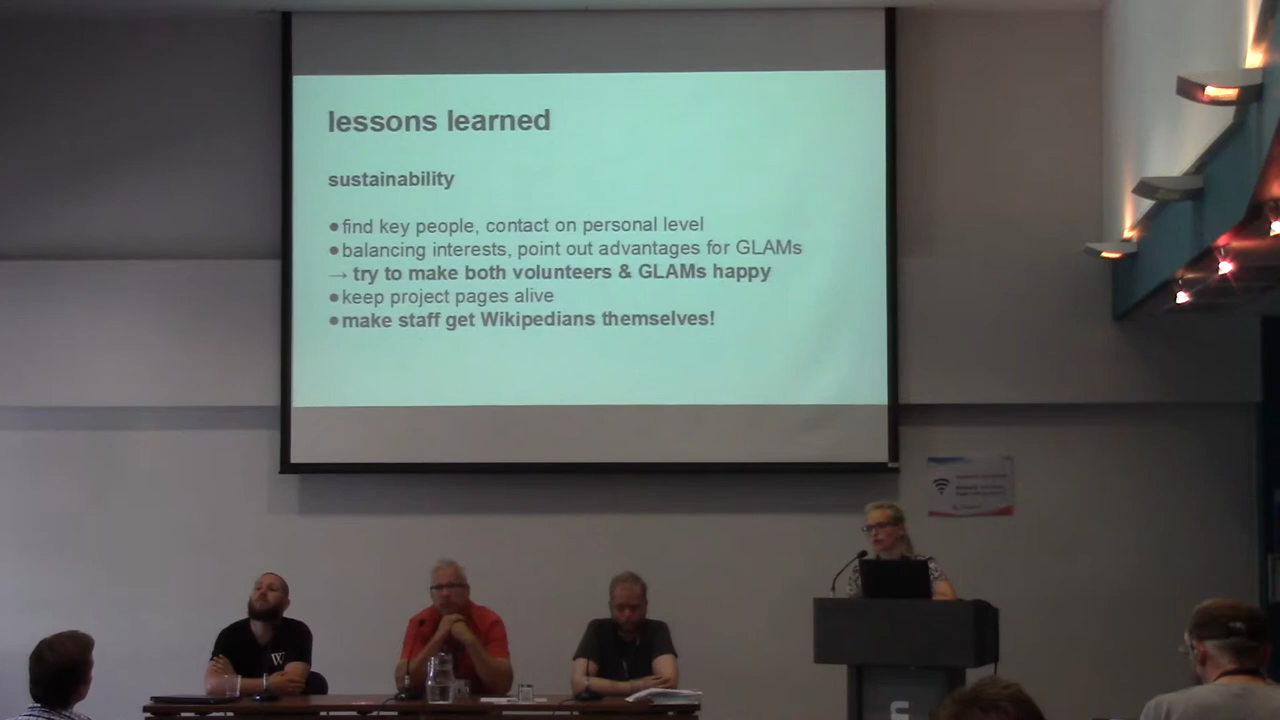 lessons learned
sustainability
●find key people, contact on personal level
●balancing interests, point out advantages for GLAMs
→ try to make both volunteers & GLAMs happy
●keep project pages alive
●make staff get Wikipedians themselves!
W